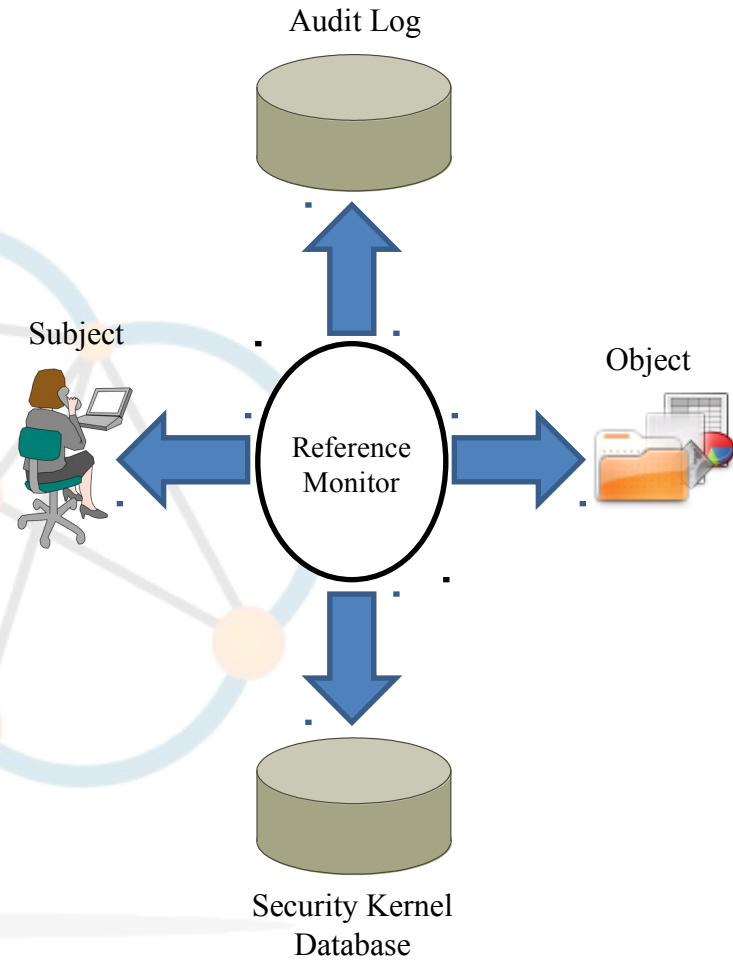 Audit Log
Subject
Object
Reference
Monitor
Security Kernel
Database